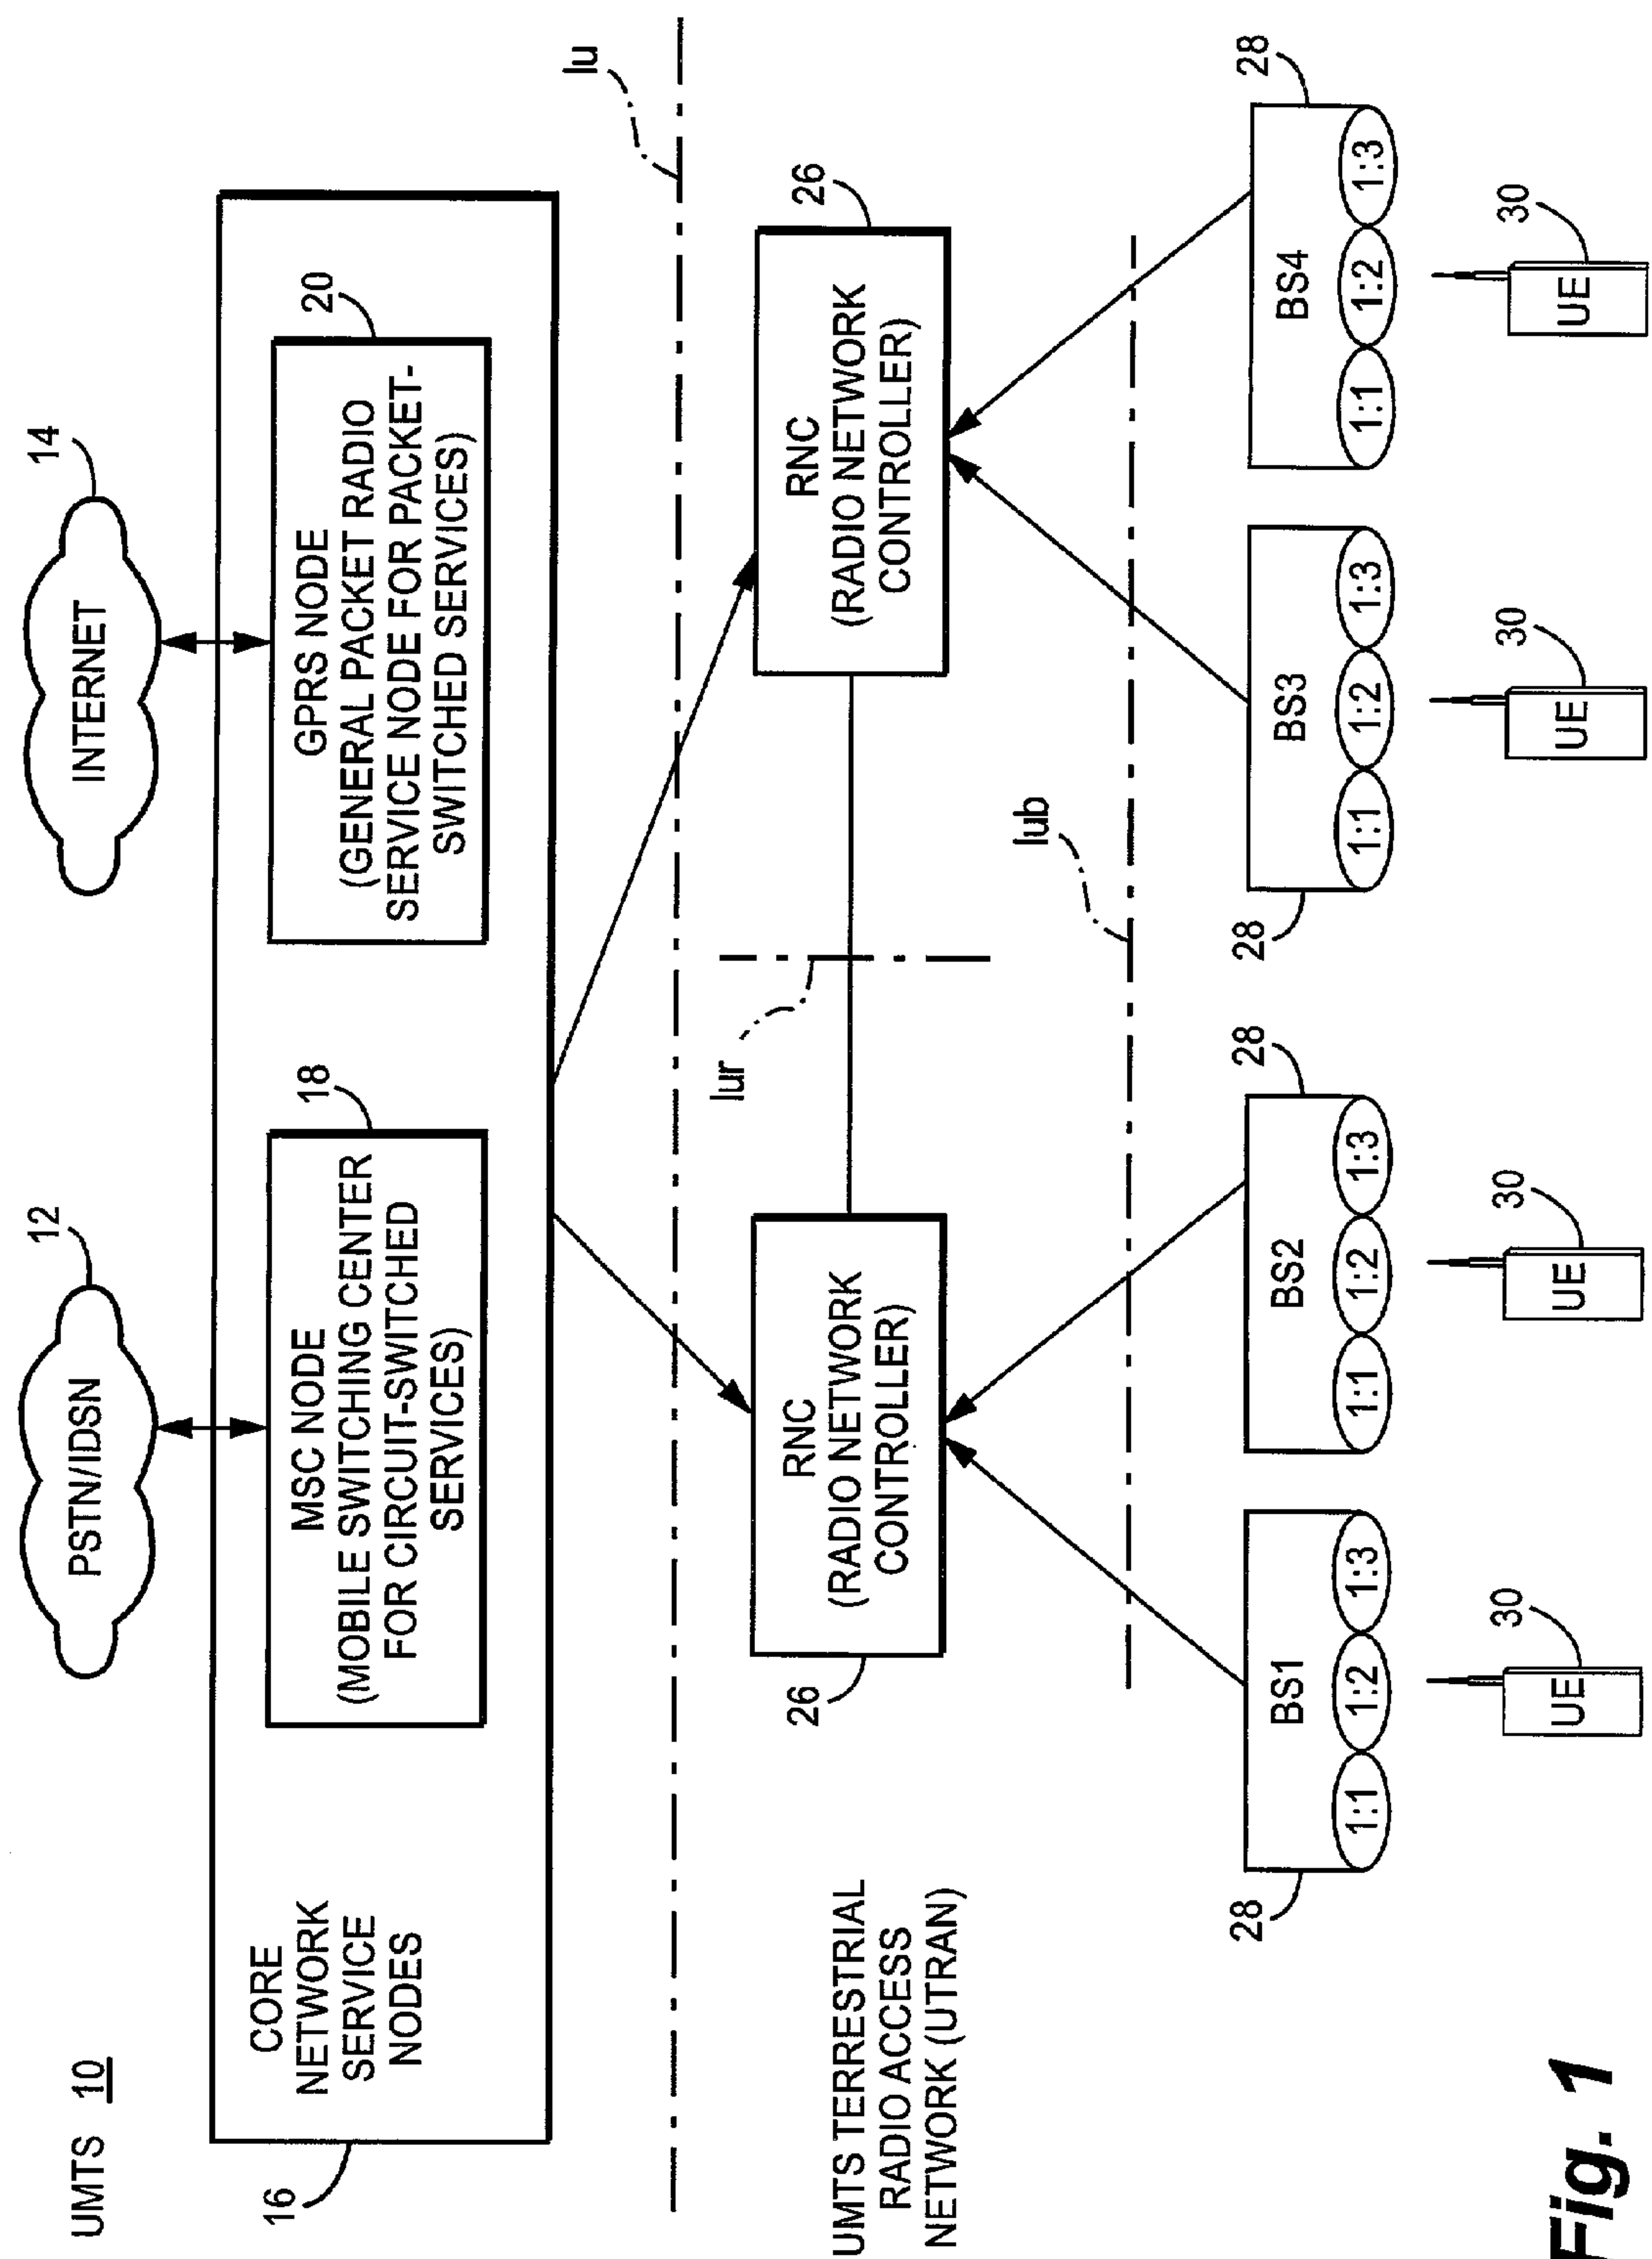 UMTS 10
12
14
PSTN/IDSN
INTERNET
16
CORE
NETWORK
SERVICE
NODES
18
MSC NODE
(MOBILE SWITCHING CENTER
FOR CIRCUIT-SWITCHED
SERVICES)
20
GPRS NODE
(GENERAL PACKET RADIO
SERVICE NODE FOR PACKET-
SWITCHED SERVICES)
Iu
UMTS TERRESTRIAL
RADIO ACCESS
NETWORK (UTRAN)
26
RNC
(RADIO NETWORK
CONTROLLER)
Iur
26
RNC
(RADIO NETWORK
CONTROLLER)
Iub
28
BS1
1:1 1:2 1:3
28
BS2
1:1 1:2 1:3
28
BS3
1:1 1:2 1:3
28
BS4
1:1 1:2 1:3
30
UE
30
UE
30
UE
30
UE
Fig. 1